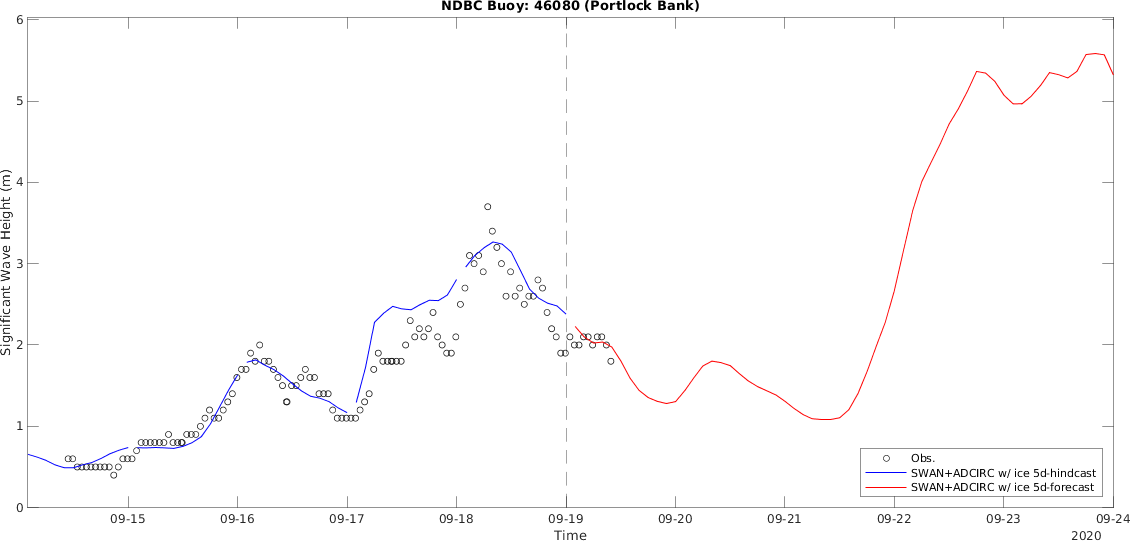 NDBC Buoy: 46080 (Portlock Bank)
6
5
4
3
2
1
0
Significant Wave Height (m)
Obs.
SWAN+ADCIRC w/ ice 5d-hindcast
SWAN+ADCIRC w/ ice 5d-forecast
09-15 09-16 09-17 09-18 09-19 09-20 09-21 09-22 09-23 09-24
Time
2020